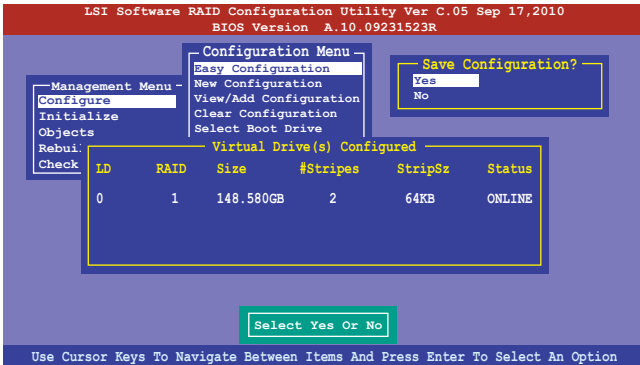 LSI Software RAID Configuration Utility Ver C.05 Sep 17,2010
BIOS Version A.10.09231523R
Configuration Menu
Easy Configuration
New Configuration
View/Add Configuration
Clear Configuration
Select Boot Drive
Save Configuration?
Yes
No
Management Menu
Configure
Initialize
Objects
Rebuil
Check
Virtual Drive(s) Configured
LD RAID Size #Stripes StripSz Status
0 1 148.580GB 2 64KB ONLINE
Select Yes Or No
Use Cursor Keys To Navigate Between Items And Press Enter To Select An Option